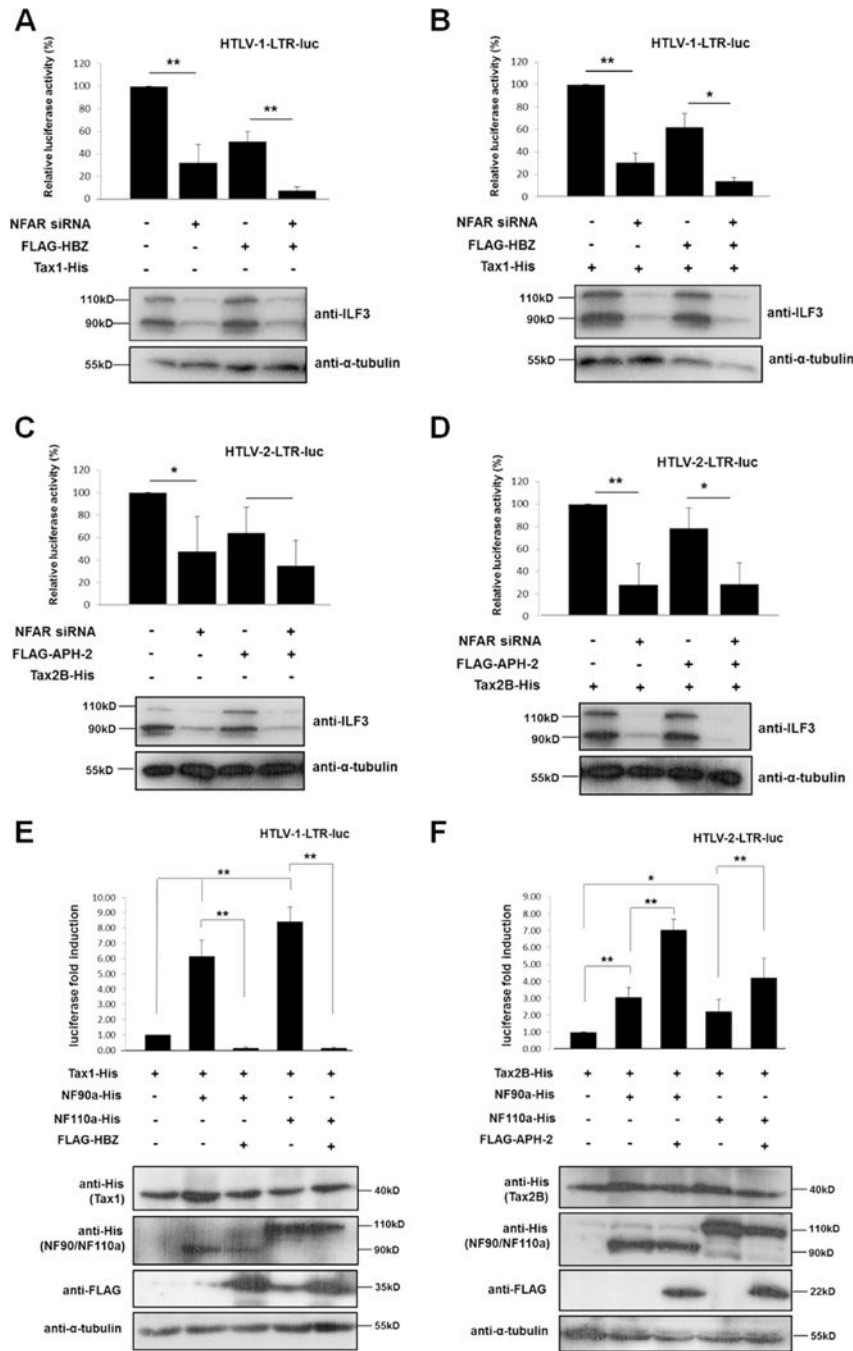 A
HTLV-1-LTR-luc
Relative luciferase activity (%)
**
**
120
100
80
60
40
20
0
NFAR siRNA - + - +
FLAG-HBZ - - + +
Tax1-His - - - -
110kD
90kD
anti-ILF3
55kD
anti-α-tubulin
B
HTLV-1-LTR-luc
Relative luciferase activity (%)
**
*
120
100
80
60
40
20
0
NFAR siRNA - + - +
FLAG-HBZ - - + +
Tax1-His + + + +
110kD
90kD
anti-ILF3
55kD
anti-α-tubulin
C
HTLV-2-LTR-luc
Relative luciferase activity (%)
*
120
100
80
60
40
20
0
NFAR siRNA - + - +
FLAG-APH-2 - - + +
Tax2B-His - - - -
110kD
90kD
anti-ILF3
55kD
anti-α-tubulin
D
HTLV-2-LTR-luc
Relative luciferase activity (%)
**
*
120
100
80
60
40
20
0
NFAR siRNA - + - +
FLAG-APH-2 - - + +
Tax2B-His + + + +
110kD
90kD
anti-ILF3
55kD
anti-α-tubulin
E
HTLV-1-LTR-luc
luciferase fold induction
**
**
**
10.00
9.00
8.00
7.00
6.00
5.00
4.00
3.00
2.00
1.00
0.00
Tax1-His + + + + +
NF90a-His - + + - -
NF110a-His - - - + +
FLAG-HBZ - - + - +
anti-His
(Tax1)
40kD
anti-His
(NF90/NF110a)
110kD
90kD
anti-FLAG
35kD
anti-α-tubulin
55kD
F
HTLV-2-LTR-luc
luciferase fold induction
*
**
**
**
9.00
8.00
7.00
6.00
5.00
4.00
3.00
2.00
1.00
0.00
Tax2B-His + + + + +
NF90a-His - + + - -
NF110a-His - - - + +
FLAG-APH-2 - - + - +
anti-His
(Tax2B)
40kD
anti-His
(NF90/NF110a)
110kD
90kD
anti-FLAG
22kD
anti-α-tubulin
55kD